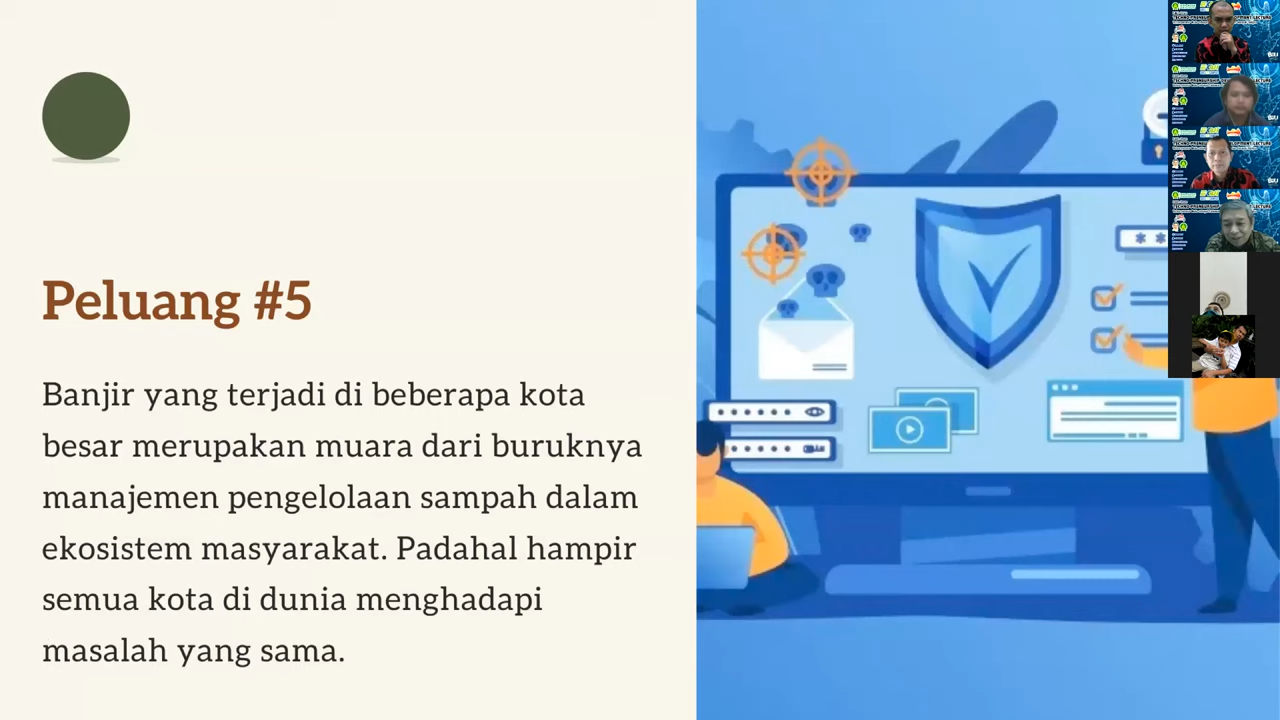 Peluang #5
Banjir yang terjadi di beberapa kota
besar merupakan muara dari buruknya
manajemen pengelolaan sampah dalam
ekosistem masyarakat. Padahal hampir
semua kota di dunia menghadapi
masalah yang sama.